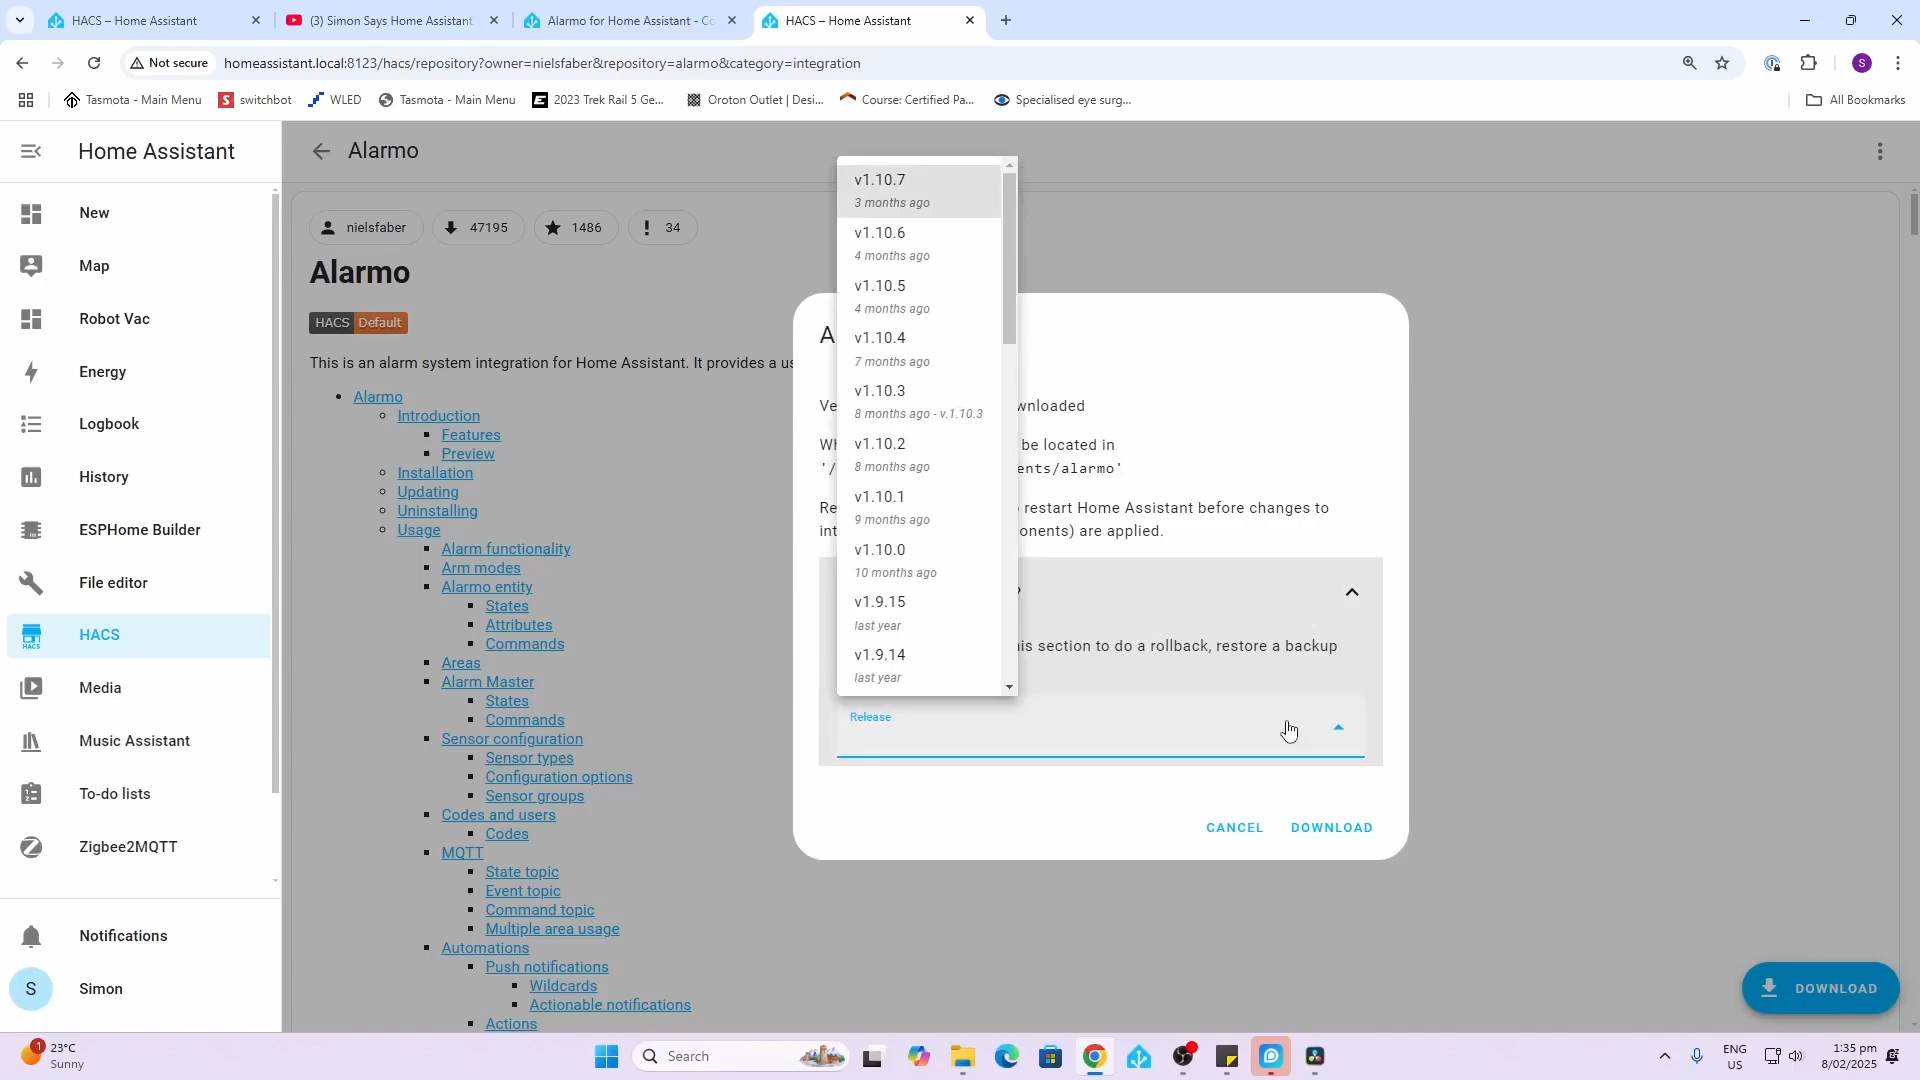 HACS – Home Assistant
(3) Simon Says Home Assistant
Alarmo for Home Assistant - Co
HACS – Home Assistant
Not secure
homeassistant.local:8123/hacs/repository?owner=nielsfaber&repository=alarmo&category=integration
S
Tasmota - Main Menu
switchbot
WLED
Tasmota - Main Menu
2023 Trek Rail 5 Ge...
Oroton Outlet | Desi...
Course: Certified Pa...
Specialised eye surg...
All Bookmarks
Home Assistant
New
Map
Robot Vac
Energy
Logbook
History
ESPHome Builder
File editor
HACS
Media
Music Assistant
To-do lists
Zigbee2MQTT
Notifications
S
Simon
Alarmo
nielsfaber
47195
1486
34
Alarmo
HACS Default
This is an alarm system integration for Home Assistant. It provides a us
Alarmo
Introduction
Features
Preview
Installation
Updating
Uninstalling
Usage
Alarm functionality
Arm modes
Alarmo entity
States
Attributes
Commands
Areas
Alarm Master
States
Commands
Sensor configuration
Sensor types
Configuration options
Sensor groups
Codes and users
Codes
MQTT
State topic
Event topic
Command topic
Multiple area usage
Automations
Push notifications
Wildcards
Actionable notifications
Actions
v1.10.7
3 months ago
v1.10.6
4 months ago
v1.10.5
4 months ago
v1.10.4
7 months ago
v1.10.3
8 months ago - v.1.10.3
v1.10.2
8 months ago
v1.10.1
9 months ago
v1.10.0
10 months ago
v1.9.15
last year
v1.9.14
last year
A
Ve wnloaded
Wh be located in
'/ ents/alarmo'
Re restart Home Assistant before changes to
int onents) are applied.
is section to do a rollback, restore a backup
Release
CANCEL
DOWNLOAD
DOWNLOAD
1
23°C
Sunny
Search
ENG
US
1:35 pm
8/02/2025